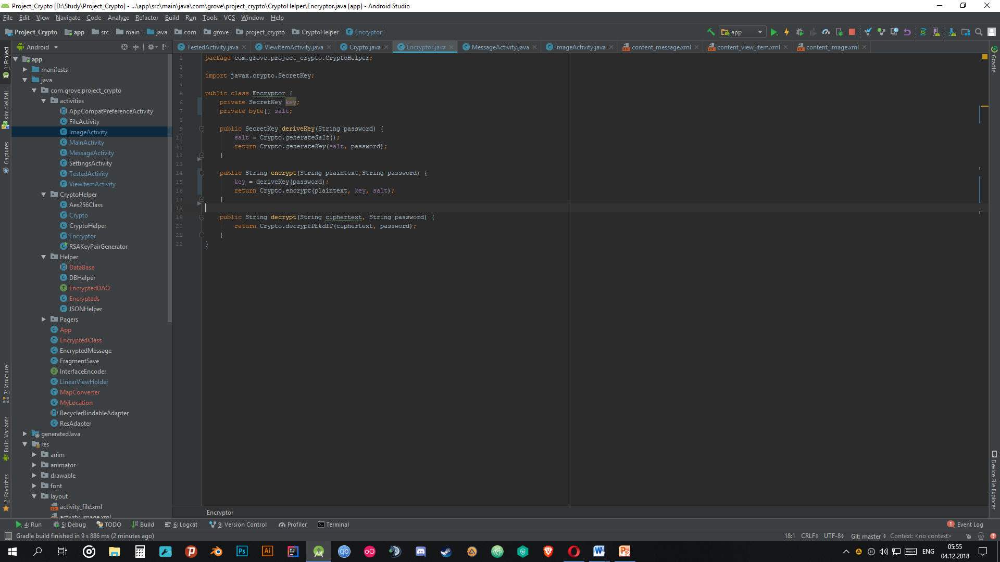 Project_Crypto [D:\Study\Project_Crypto] - ...\app\src\main\java\com\grove\project_crypto\CryptoHelper\Encryptor.java [app] - Android Studio
File Edit View Navigate Code Analyze Refactor Build Run Tools VCS Window Help
Project_Crypto app src main java com grove project_crypto CryptoHelper Encryptor app
Android
TestedActivity.java ViewItemActivity.java Crypto.java Encryptor.java MessageActivity.java ImageActivity.java content_message.xml content_view_item.xml content_image.xml
1: Project
simpleUML
Captures
7: Structure
Build Variants
2: Favorites
app
manifests
java
com.grove.project_crypto
activities
AppCompatPreferenceActivity
FileActivity
ImageActivity
MainActivity
MessageActivity
SettingsActivity
TestedActivity
ViewItemActivity
CryptoHelper
Aes256Class
Crypto
CryptoHelper
Encryptor
RSAKeyPairGenerator
Helper
DataBase
DBHelper
EncryptedDAO
Encrypteds
JSONHelper
Pagers
App
EncryptedClass
EncryptedMessage
FragmentSave
InterfaceEncoder
LinearViewHolder
MapConverter
MyLocation
RecyclerBindableAdapter
ResAdapter
generatedJava
res
anim
animator
drawable
font
layout
activity_file.xml
activity_image.xml
1 package com.grove.project_crypto.CryptoHelper;
2
3 import javax.crypto.SecretKey;
4
5 public class Encryptor {
6 private SecretKey key;
7 private byte[] salt;
8
9 public SecretKey deriveKey(String password) {
10 salt = Crypto.generateSalt();
11 return Crypto.generateKey(salt, password);
12 }
13
14 public String encrypt(String plaintext,String password) {
15 key = deriveKey(password);
16 return Crypto.encrypt(plaintext, key, salt);
17 }
18
19 public String decrypt(String ciphertext, String password) {
20 return Crypto.decryptPbkdf2(ciphertext, password);
21 }
22 }
Encryptor
Gradle
Device File Explorer
4: Run 5: Debug TODO Build 6: Logcat 9: Version Control Profiler Terminal 1 Event Log
Gradle build finished in 9 s 886 ms (2 minutes ago) 18:1 CRLF UTF-8 Git: master Context: <no context>
ENG 05:55
04.12.2018